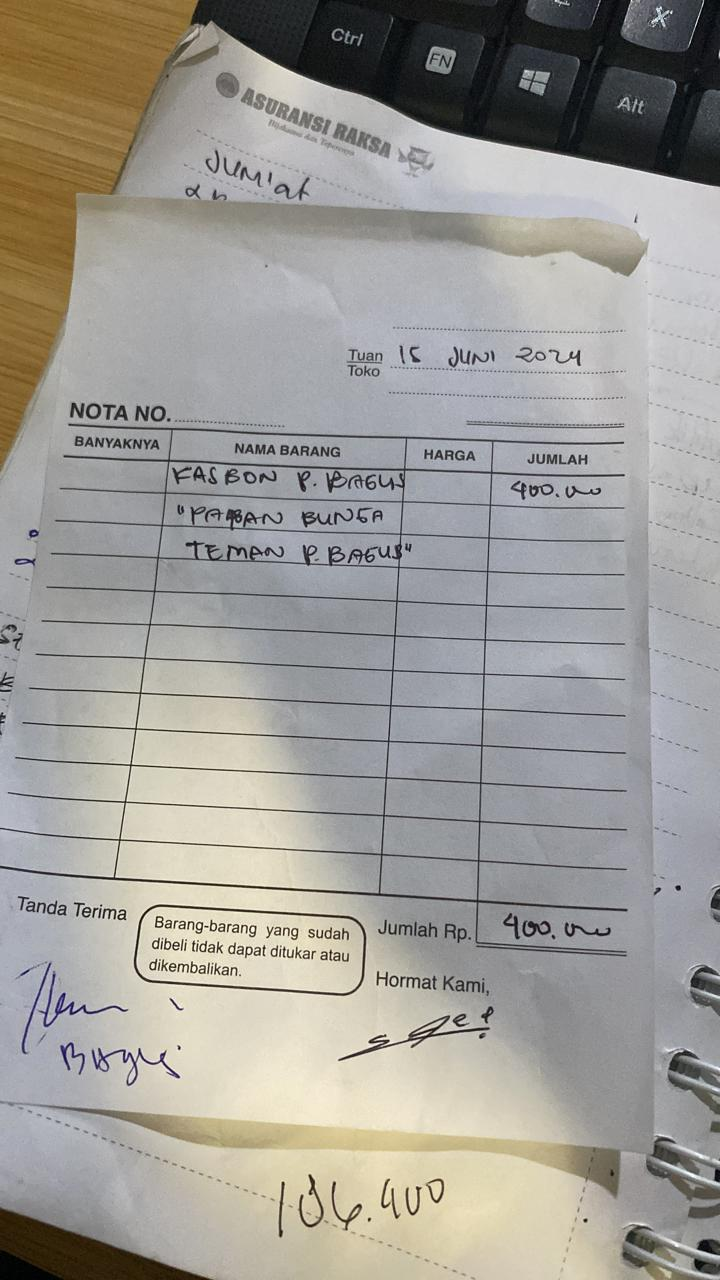 Ctrl
FN
Alt
ASURANSI RAKSA
Jum'at
Tuan
Toko
15 JUNI 2024
NOTA NO.
BANYAKNYA NAMA BARANG HARGA JUMLAH
KASBON P. BAGUS 400.000
"PAPAN BUNGA
TEMAN P. BAGUS"
Tanda Terima
Barang-barang yang sudah
dibeli tidak dapat ditukar atau
dikembalikan.
Jumlah Rp. 400.000
Hormat Kami,
Bagus
106.400